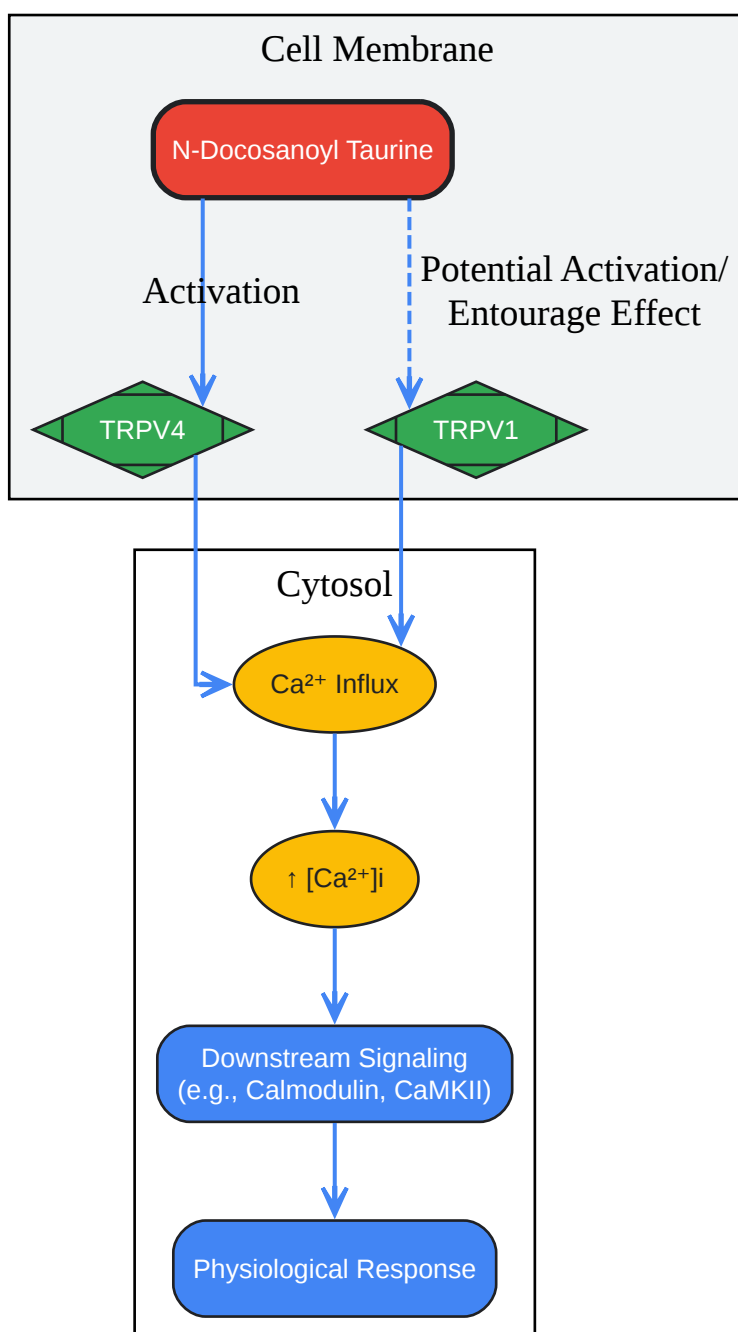 Cell Membrane
N-Docosanoyl Taurine
Activation
Potential Activation/
Entourage Effect
TRPV4
TRPV1
Cytosol
Ca²⁺ Influx
↑ [Ca²⁺]i
Downstream Signaling
(e.g., Calmodulin, CaMKII)
Physiological Response